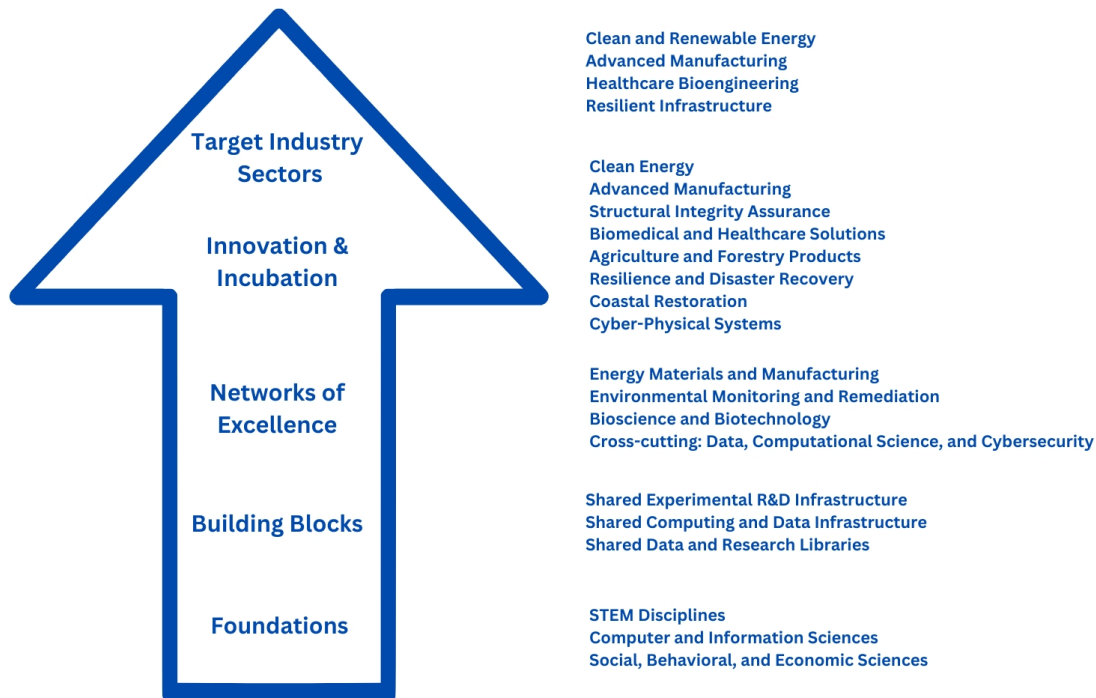 Target Industry
Sectors
Clean and Renewable Energy
Advanced Manufacturing
Healthcare Bioengineering
Resilient Infrastructure
Innovation &
Incubation
Clean Energy
Advanced Manufacturing
Structural Integrity Assurance
Biomedical and Healthcare Solutions
Agriculture and Forestry Products
Resilience and Disaster Recovery
Coastal Restoration
Cyber-Physical Systems
Networks of
Excellence
Energy Materials and Manufacturing
Environmental Monitoring and Remediation
Bioscience and Biotechnology
Cross-cutting: Data, Computational Science, and Cybersecurity
Building Blocks
Shared Experimental R&D Infrastructure
Shared Computing and Data Infrastructure
Shared Data and Research Libraries
Foundations
STEM Disciplines
Computer and Information Sciences
Social, Behavioral, and Economic Sciences